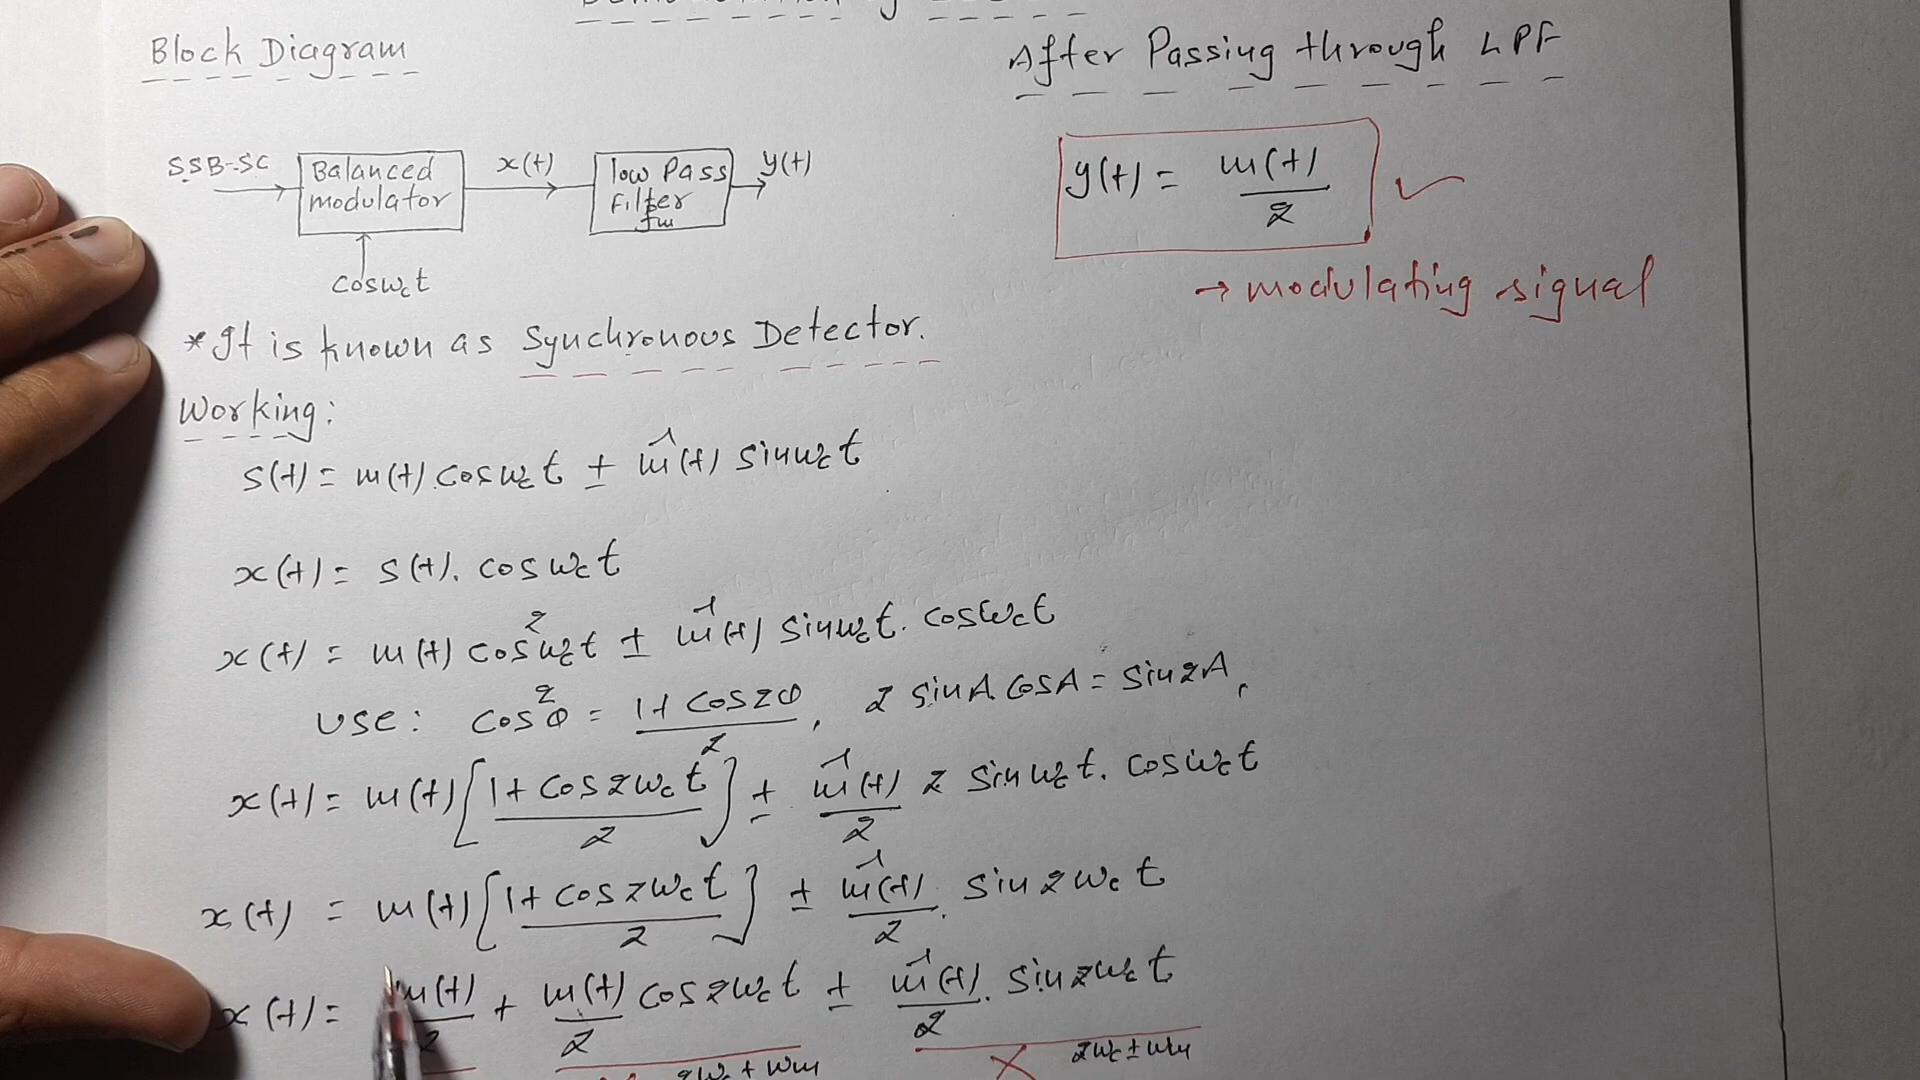 Block Diagram
SSB-SC
Balanced
modulator
x(t)
low Pass
Filter
fm
y(t)
cosωct
* It is known as Synchronous Detector.
Working:
s(t) = m(t).cosωct ± m̂(t) sinωct
x(t) = s(t). cosωct
x(t) = m(t) cos²ωct ± m̂(t) sinωct. cosωct
USE: cos²θ = (1+cos2θ)/2, 2 sinA.cosA = sin2A,
x(t) = m(t)[(1+cos2ωct)/2] ± m̂(t)/2 2 sinωct. cosωct
x(t) = m(t)[(1+cos2ωct)/2] ± m̂(t)/2. sin2ωct
x(t) = m(t)/2 + m(t)/2 cos2ωct ± m̂(t)/2. sin2ωct
2ωc ± ωm
After Passing through LPF
y(t) = m(t)/2
→ modulating signal